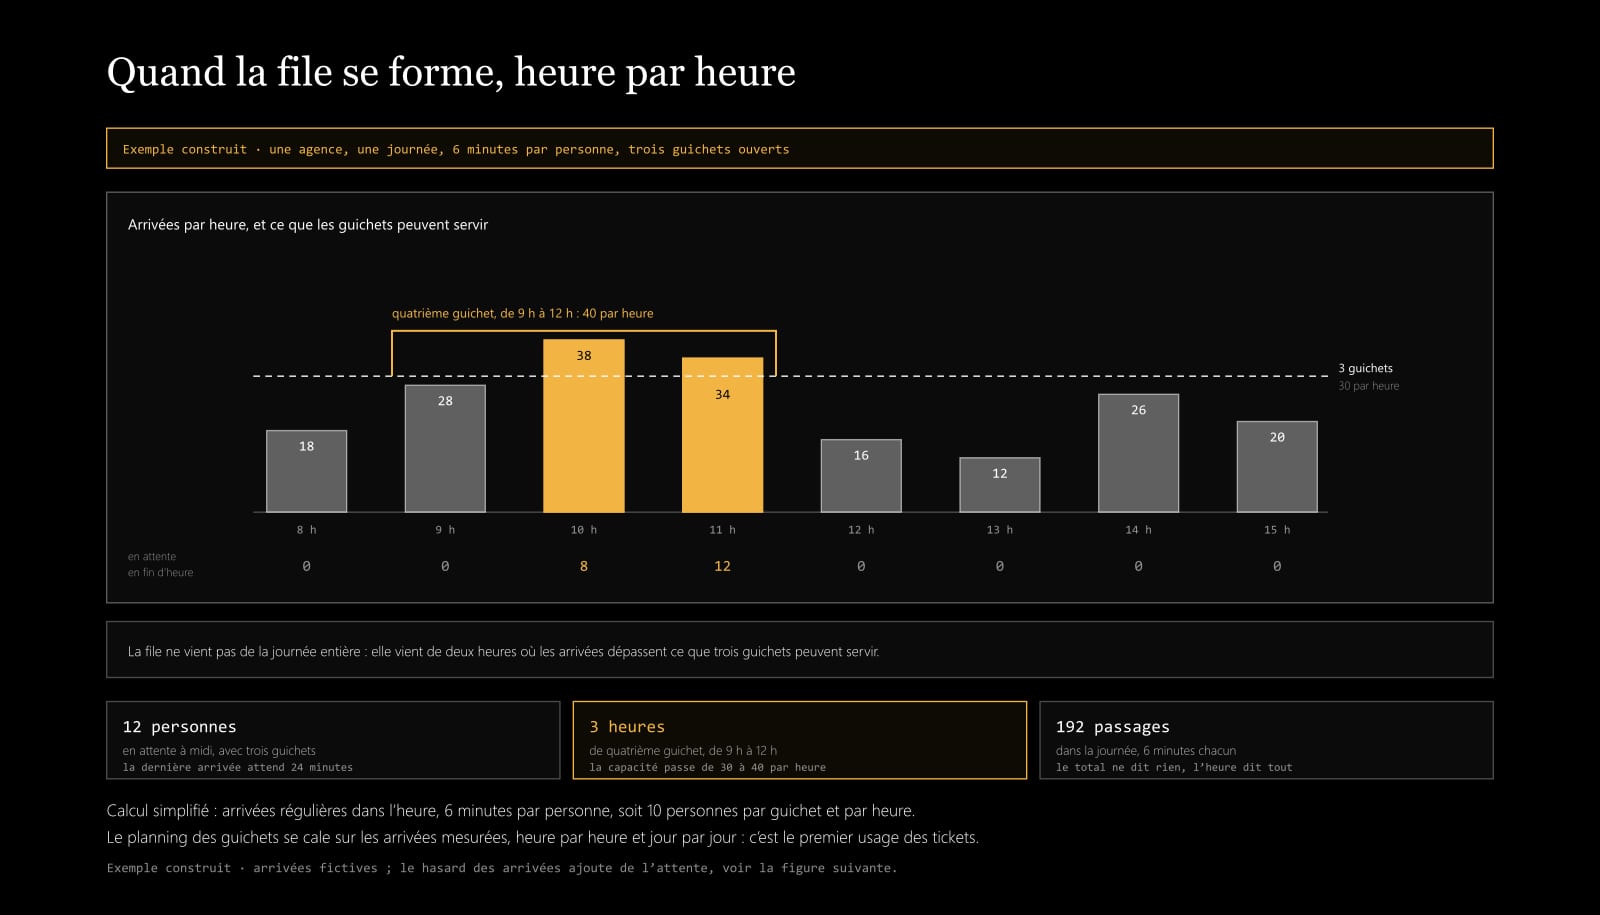 Quand la file se forme, heure par heure
Exemple construit · une agence, une journée, 6 minutes par personne, trois guichets ouverts
Arrivées par heure, et ce que les guichets peuvent servir
quatrième guichet, de 9 h à 12 h : 40 par heure
3 guichets
30 par heure
18
28
38
34
16
12
26
20
8 h
9 h
10 h
11 h
12 h
13 h
14 h
15 h
en attente
en fin d’heure
0
0
8
12
0
0
0
0
La file ne vient pas de la journée entière : elle vient de deux heures où les arrivées dépassent ce que trois guichets peuvent servir.
12 personnes
en attente à midi, avec trois guichets
la dernière arrivée attend 24 minutes
3 heures
de quatrième guichet, de 9 h à 12 h
la capacité passe de 30 à 40 par heure
192 passages
dans la journée, 6 minutes chacun
le total ne dit rien, l’heure dit tout
Calcul simplifié : arrivées régulières dans l’heure, 6 minutes par personne, soit 10 personnes par guichet et par heure.
Le planning des guichets se cale sur les arrivées mesurées, heure par heure et jour par jour : c’est le premier usage des tickets.
Exemple construit · arrivées fictives ; le hasard des arrivées ajoute de l’attente, voir la figure suivante.